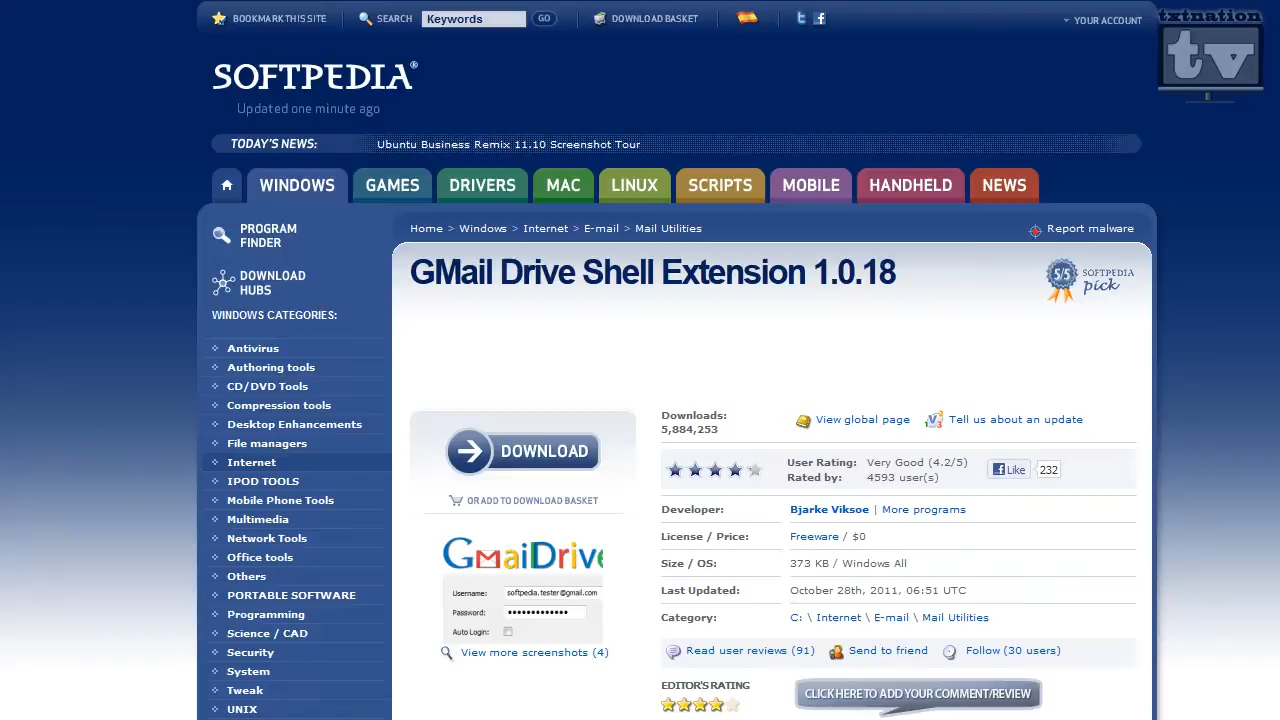 BOOKMARK THIS SITE
SEARCH
Keywords
GO
DOWNLOAD BASKET
YOUR ACCOUNT
txtnation
tv
SOFTPEDIA®
Updated one minute ago
TODAY'S NEWS:
Ubuntu Business Remix 11.10 Screenshot Tour
WINDOWS
GAMES
DRIVERS
MAC
LINUX
SCRIPTS
MOBILE
HANDHELD
NEWS
PROGRAM
FINDER
DOWNLOAD
HUBS
WINDOWS CATEGORIES:
Antivirus
Authoring tools
CD/DVD Tools
Compression tools
Desktop Enhancements
File managers
Internet
IPOD TOOLS
Mobile Phone Tools
Multimedia
Network Tools
Office tools
Others
PORTABLE SOFTWARE
Programming
Science / CAD
Security
System
Tweak
UNIX
Home > Windows > Internet > E-mail > Mail Utilities
Report malware
GMail Drive Shell Extension 1.0.18
5/5
SOFTPEDIA
pick
DOWNLOAD
OR ADD TO DOWNLOAD BASKET
GmailDrive
Username: softpedia.tester@gmail.com
Password: •••••••••••••
Auto Login:
View more screenshots (4)
Downloads:
5,884,253
View global page
Tell us about an update
User Rating: Very Good (4.2/5)
Rated by: 4593 user(s)
Like
232
Developer: Bjarke Viksoe | More programs
License / Price: Freeware / $0
Size / OS: 373 KB / Windows All
Last Updated: October 28th, 2011, 06:51 UTC
Category: C: \ Internet \ E-mail \ Mail Utilities
Read user reviews (91)
Send to friend
Follow (30 users)
EDITOR'S RATING
CLICK HERE TO ADD YOUR COMMENT/REVIEW